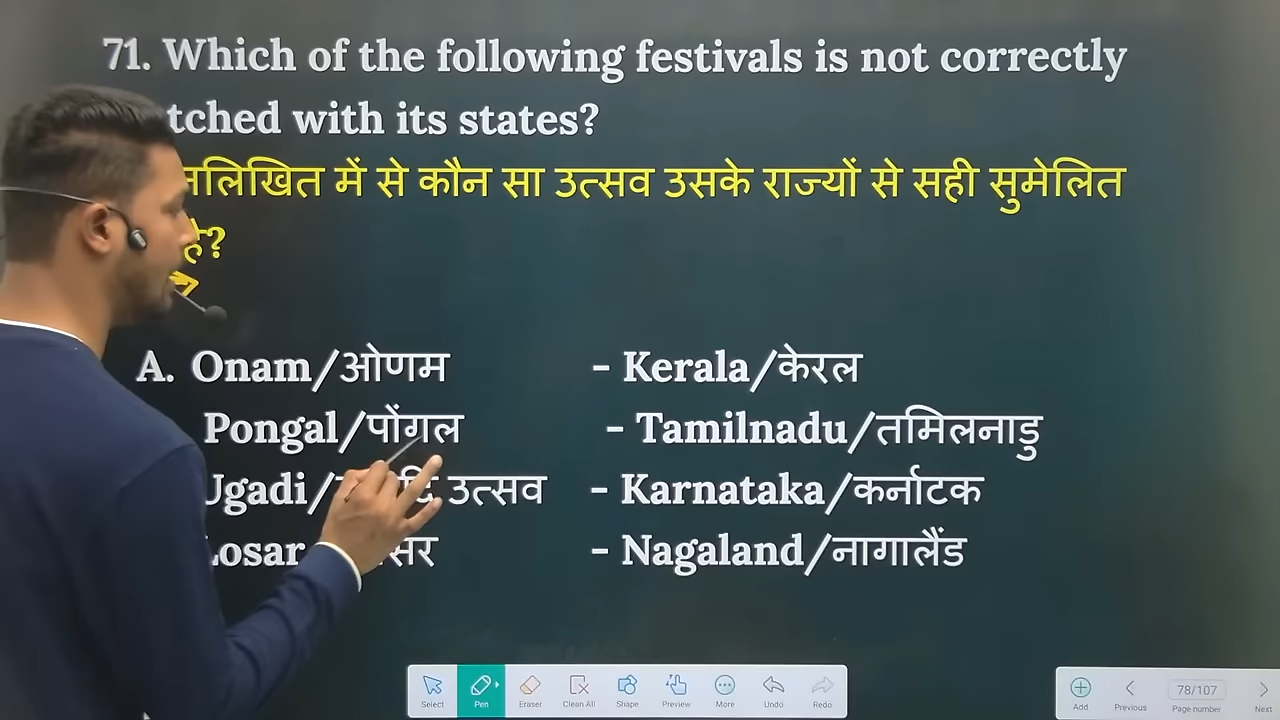 71. Which of the following festivals is not correctly
tched with its states?
नलिखित में से कौन सा उत्सव उसके राज्यों से सही सुमेलित
है?
A. Onam/ओणम - Kerala/केरल
Pongal/पोंगल - Tamilnadu/तमिलनाडु
Ugadi/ उत्सव - Karnataka/कर्नाटक
Losar - Nagaland/नागालैंड
Select
Pen
Eraser
Clean All
Shape
Preview
More
Undo
Redo
Add
Previous
78/107
Page number
Next